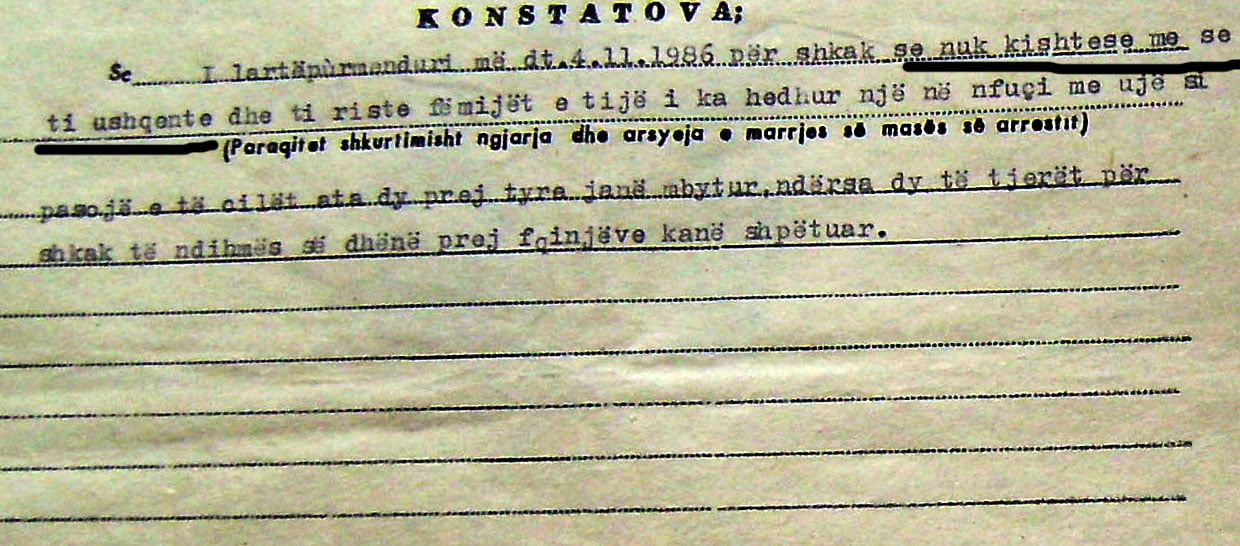 KONSTATOVA;
Se I lartäpùrmenduri më dt.4.11.1986 për shkak se nuk kishtese me se
ti ushqente dhe ti riste fëmijët e tijë i ka hedhur një në nfuçi me ujë si
(Paraqitet shkurtimisht ngjarja dhe arsyeja e marrjes së masës së arrestit)
pasojë e të cilët ata dy prej tyre janë mbytur,ndërsa dy të tjerët për
shkak të ndihmës së dhënë prej fqinjëve kanë shpëtuar.